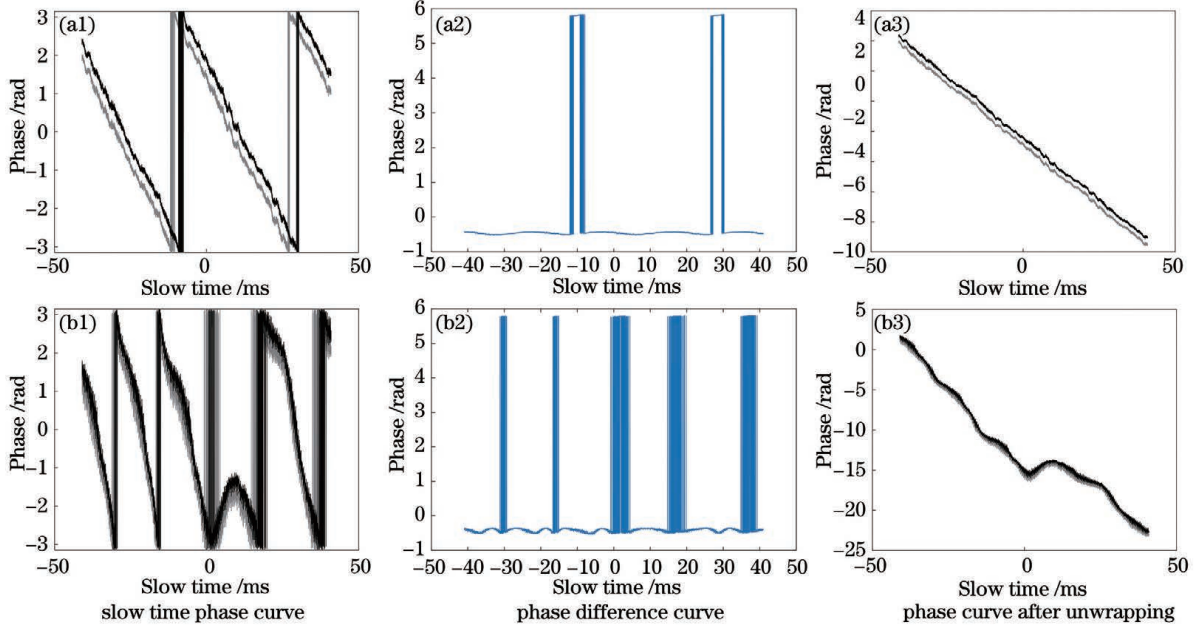 (a1)
Phase /rad
3
2
1
0
−1
−2
−3
−50
0
50
Slow time /ms
(a2)
Phase /rad
6
5
4
3
2
1
0
−1
−50 −40 −30 −20 −10 0 10 20 30 40 50
Slow time /ms
(a3)
Phase /rad
4
2
0
−2
−4
−6
−8
−10
−50
0
50
Slow time /ms
(b1)
Phase /rad
3
2
1
0
−1
−2
−3
−50
0
50
Slow time /ms
slow time phase curve
(b2)
Phase /rad
6
5
4
3
2
1
0
−1
−50 −40 −30 −20 −10 0 10 20 30 40 50
Slow time /ms
phase difference curve
(b3)
Phase /rad
5
0
−5
−10
−15
−20
−25
−50
0
50
Slow time /ms
phase curve after unwrapping